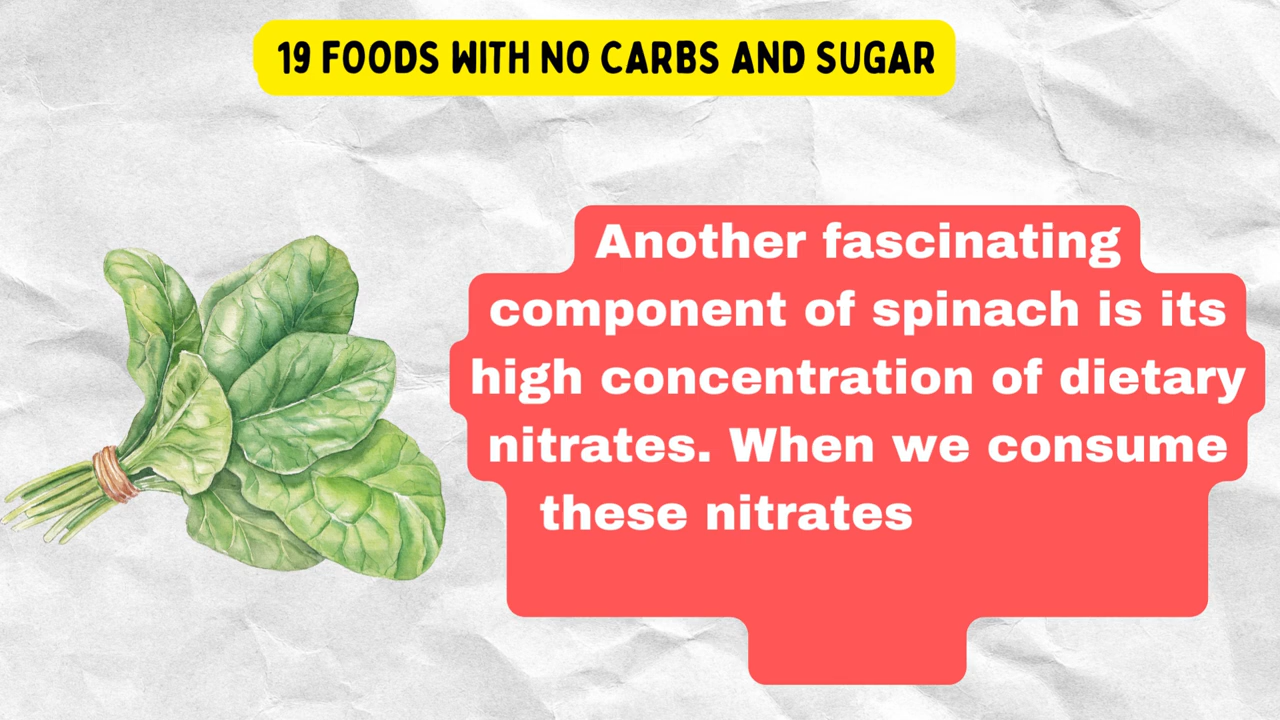 19 FOODS WITH NO CARBS AND SUGAR
Another fascinating
component of spinach is its
high concentration of dietary
nitrates. When we consume
these nitrates